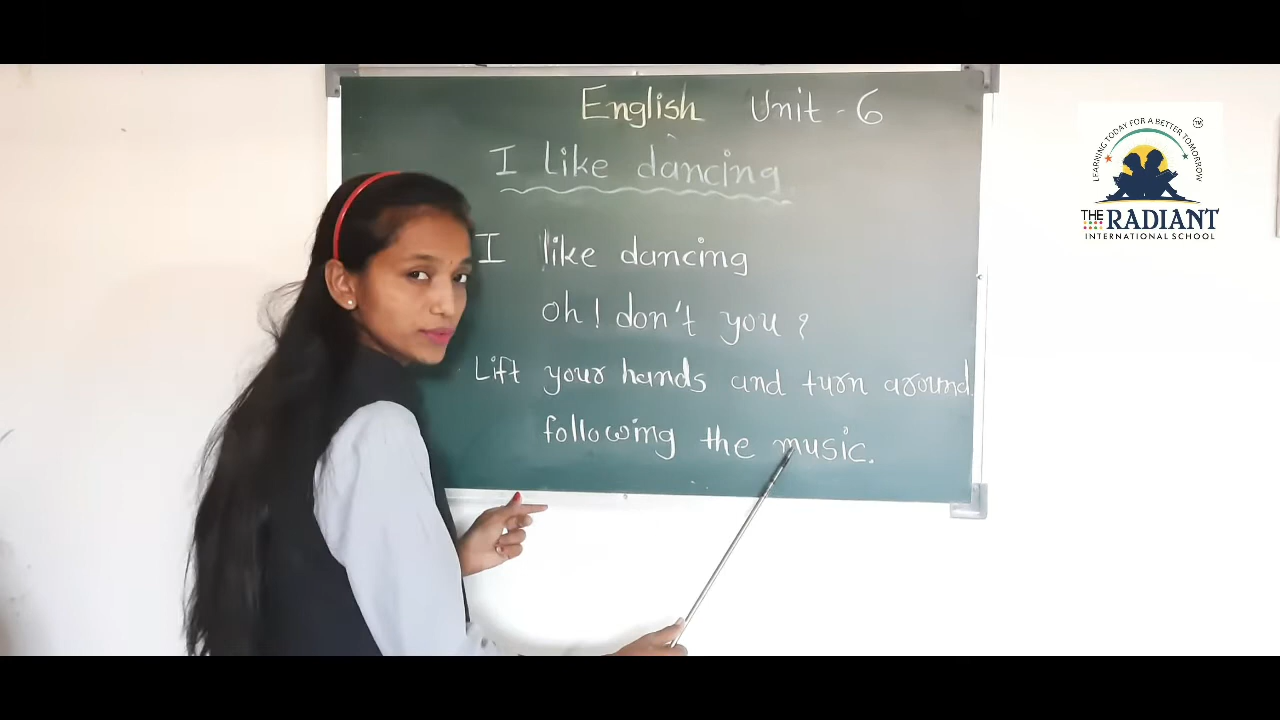 English Unit - 6
I like dancing
I like dancing
oh! don't you?
Lift your hands and turn around
following the music.
LEARNING TODAY FOR A BETTER TOMORROW
TM
THE RADIANT
INTERNATIONAL SCHOOL